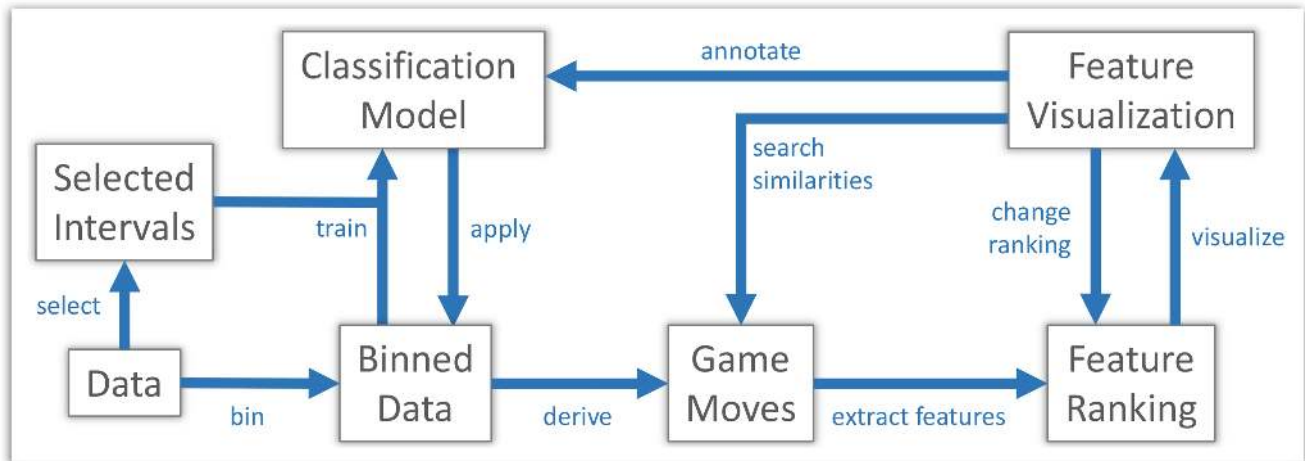 Classification
Model
annotate
Feature
Visualization
search
similarities
Selected
Intervals
train
apply
change
ranking
visualize
select
Data
bin
Binned
Data
derive
Game
Moves
extract features
Feature
Ranking